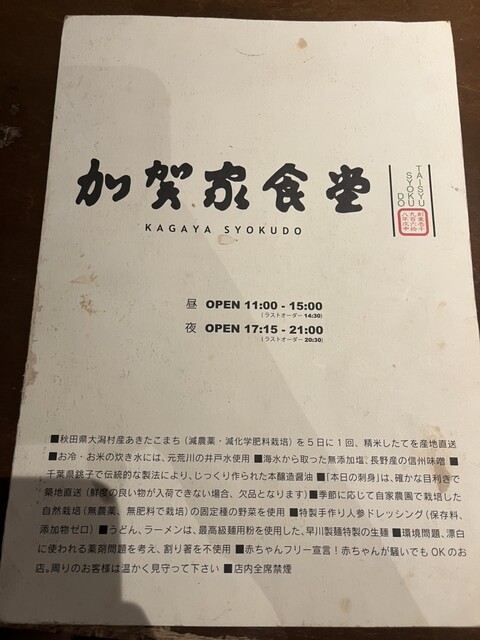 加賀家食堂
TAISYU
SYOKU
DO
KAGAYA SYOKUDO
昼 OPEN 11:00 - 15:00
(ラストオーダー 14:30)
夜 OPEN 17:15 - 21:00
(ラストオーダー 20:30)
■秋田県大潟村産あきたこまち（減農薬・減化学肥料栽培）を５日に１回、精米したてを産地直送
■お冷・お米の炊き水には、元荒川の井戸水使用 ■海水から取った無添加塩、長野産の信州味噌 ■
千葉県銚子で伝統的な製法により、じっくり作られた本醸造醤油 ■「本日の刺身」は、確かな目利きで
築地直送（鮮度の良い物が入荷できない場合、欠品となります）■季節に応じて自家農園で栽培した
自然栽培（無農薬、無肥料で栽培）の固定種の野菜を使用 ■特製手作り人参ドレッシング（保存料、
添加物ゼロ）■うどん、ラーメンは、最高級麺用粉を使用した、早川製麺特製の生麺 ■環境問題、漂白
に使われる薬剤問題を考え、割り箸を不使用 ■赤ちゃんフリー宣言！赤ちゃんが騒いでもOKのお
店。周りのお客様は温かく見守って下さい ■店内全席禁煙